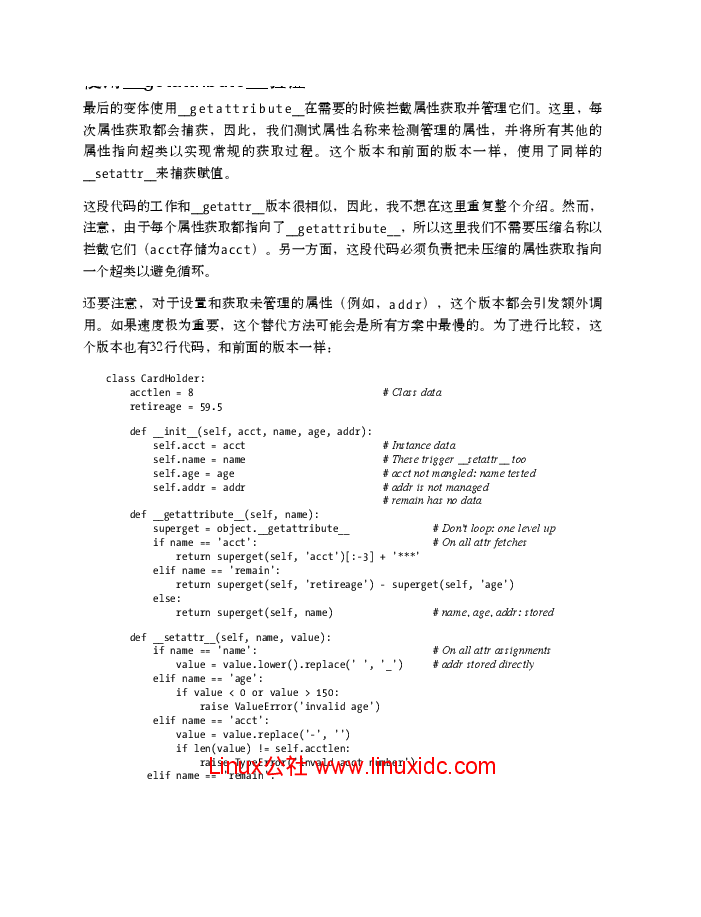 最后的变体使用__getattribute__在需要的时候拦截属性获取并管理它们。这里，每
次属性获取都会捕获，因此，我们测试属性名称来检测管理的属性，并将所有其他的
属性指向超类以实现常规的获取过程。这个版本和前面的版本一样，使用了同样的
__setattr__来捕获赋值。
这段代码的工作和__getattr__版本很相似，因此，我不想在这里重复整个介绍。然而，
注意，由于每个属性获取都指向了__getattribute__，所以这里我们不需要压缩名称以
拦截它们（acct存储为acct）。另一方面，这段代码必须负责把未压缩的属性获取指向
一个超类以避免循环。
还要注意，对于设置和获取未管理的属性（例如，addr），这个版本都会引发额外调
用。如果速度极为重要，这个替代方法可能会是所有方案中最慢的。为了进行比较，这
个版本也有32行代码，和前面的版本一样：
class CardHolder:
acctlen = 8 # Class data
retireage = 59.5
def __init__(self, acct, name, age, addr):
self.acct = acct # Instance data
self.name = name # These trigger __setattr__ too
self.age = age # acct not mangled: name tested
self.addr = addr # addr is not managed
# remain has no data
def __getattribute__(self, name):
superget = object.__getattribute__ # Don't loop: one level up
if name == 'acct': # On all attr fetches
return superget(self, 'acct')[:-3] + '***'
elif name == 'remain':
return superget(self, 'retireage') - superget(self, 'age')
else:
return superget(self, name) # name, age, addr: stored
def __setattr__(self, name, value):
if name == 'name': # On all attr assignments
value = value.lower().replace(' ', '_') # addr stored directly
elif name == 'age':
if value < 0 or value > 150:
raise ValueError('invalid age')
elif name == 'acct':
value = value.replace('-', '')
if len(value) != self.acctlen:
raise TypeError('invald acct number')
Linux公社 www.linuxidc.com
elif name == 'remain':